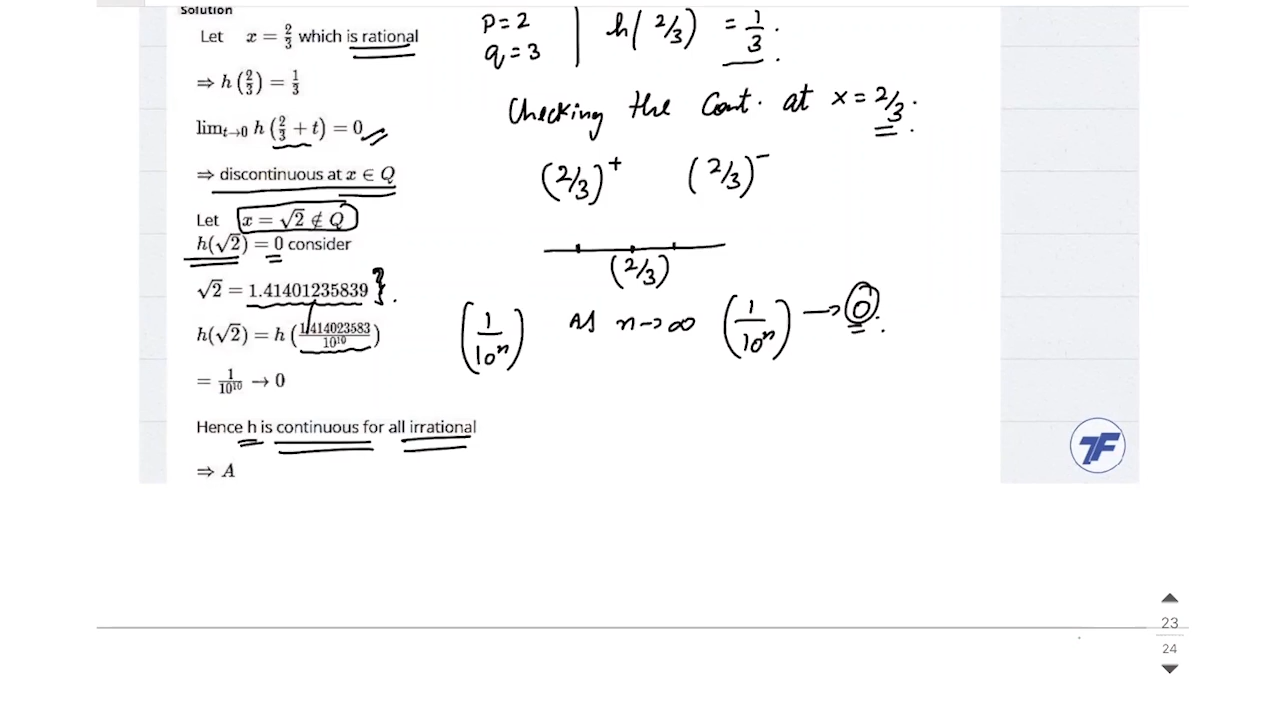 Solution
Let x = 2/3 which is rational
⇒ h(2/3) = 1/3
lim t→0 h(2/3 + t) = 0
⇒ discontinuous at x ∈ Q
Let x = √2 ∉ Q
h(√2) = 0 consider
√2 = 1.41401235839
h(√2) = h(1.414023583/10^10)
= 1/10^10 → 0
Hence h is continuous for all irrational
⇒ A
P = 2
q = 3
h(2/3) = 1/3.
Checking the Cont. at x = 2/3.
(2/3)⁺ (2/3)⁻
(2/3)
(1/10^n) As n → ∞ (1/10^n) → 0.
TF
23
24